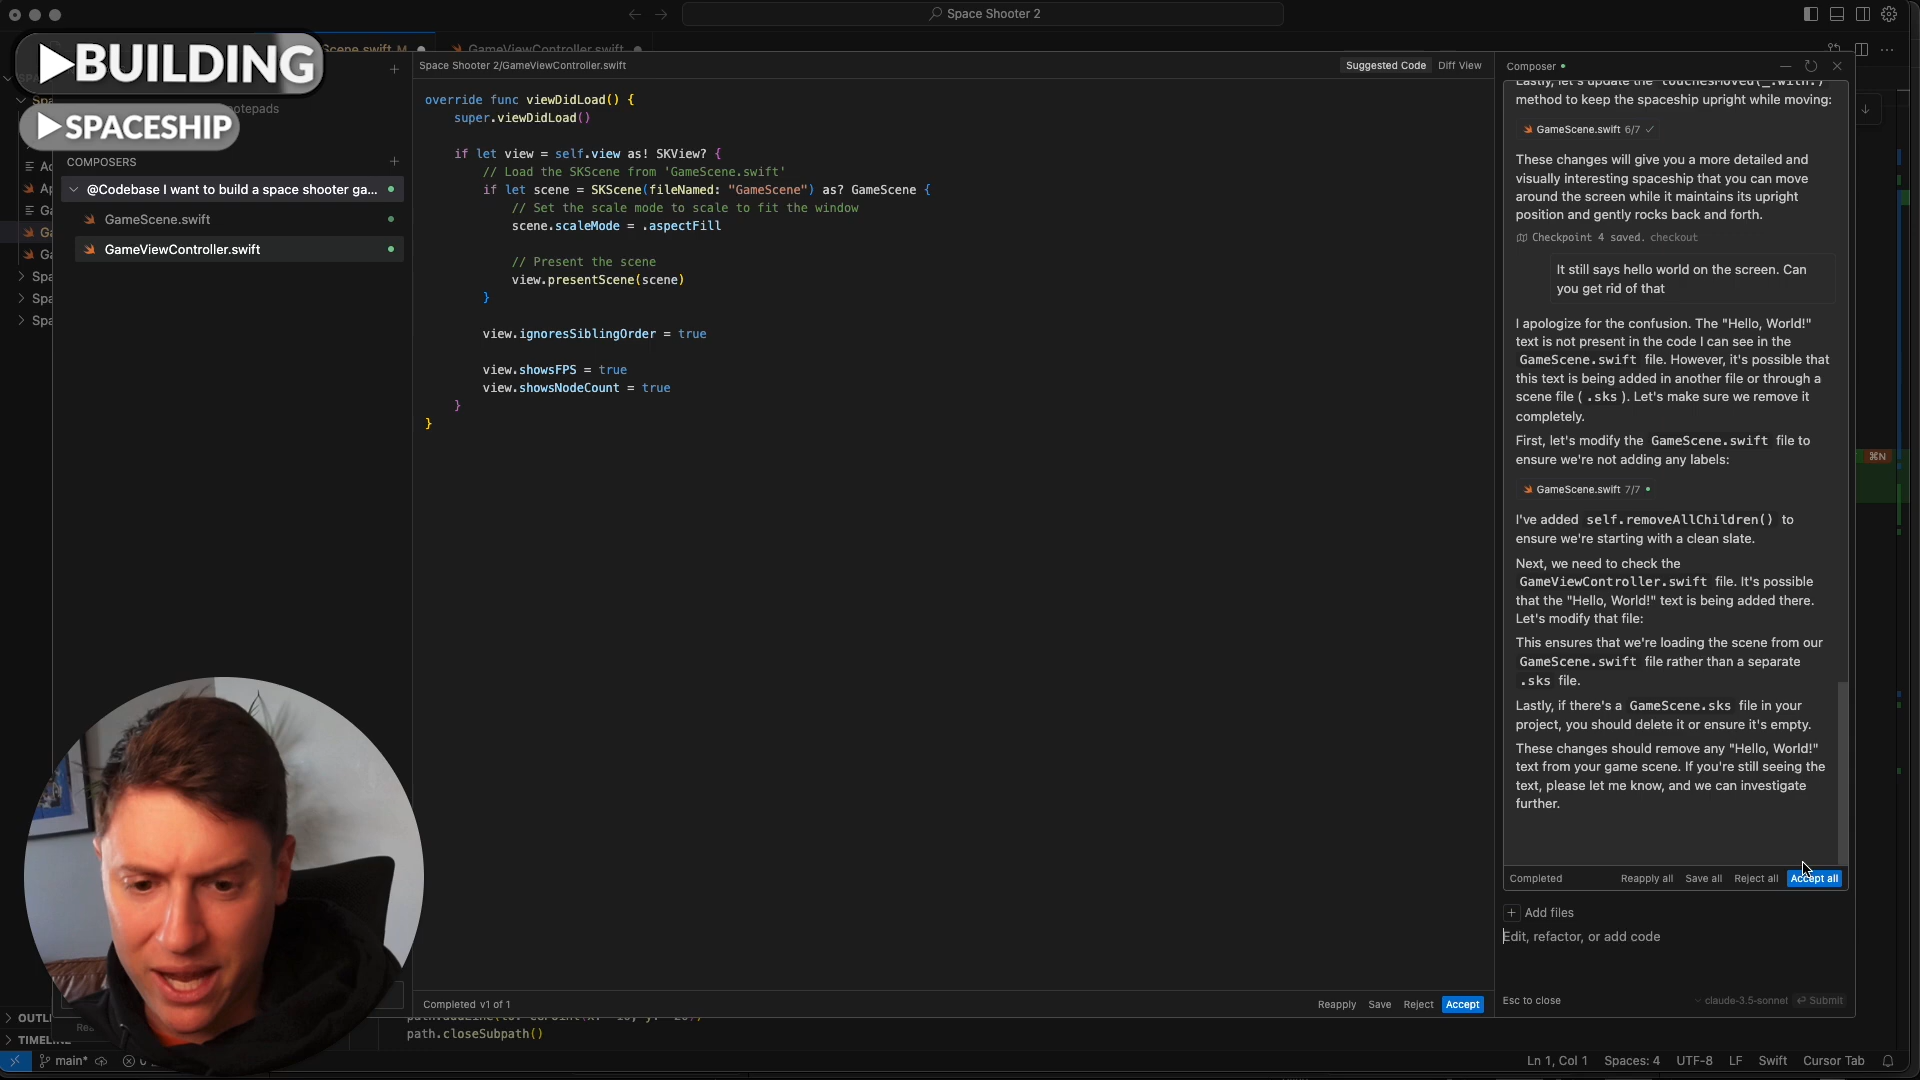 Space Shooter 2
Scene.swift M
GameViewController.swift
▶BUILDING
▶SPACESHIP
otepads
COMPOSERS
@Codebase I want to build a space shooter ga...
GameScene.swift
GameViewController.swift
Space Shooter 2/GameViewController.swift
Suggested Code
Diff View
override func viewDidLoad() {
super.viewDidLoad()
if let view = self.view as! SKView? {
// Load the SKScene from 'GameScene.swift'
if let scene = SKScene(fileNamed: "GameScene") as? GameScene {
// Set the scale mode to scale to fit the window
scene.scaleMode = .aspectFill
// Present the scene
view.presentScene(scene)
}
view.ignoresSiblingOrder = true
view.showsFPS = true
view.showsNodeCount = true
}
}
Completed v1 of 1
Reapply
Save
Reject
Accept
path.closeSubpath()
Composer
Lastly, let's update the touchesMoved(_:with:)
method to keep the spaceship upright while moving:
GameScene.swift 6/7 ✓
These changes will give you a more detailed and
visually interesting spaceship that you can move
around the screen while it maintains its upright
position and gently rocks back and forth.
Checkpoint 4 saved. checkout
It still says hello world on the screen. Can
you get rid of that
I apologize for the confusion. The "Hello, World!"
text is not present in the code I can see in the
GameScene.swift file. However, it's possible that
this text is being added in another file or through a
scene file ( .sks ). Let's make sure we remove it
completely.
First, let's modify the GameScene.swift file to
ensure we're not adding any labels:
GameScene.swift 7/7
I've added self.removeAllChildren() to
ensure we're starting with a clean slate.
Next, we need to check the
GameViewController.swift file. It's possible
that the "Hello, World!" text is being added there.
Let's modify that file:
This ensures that we're loading the scene from our
GameScene.swift file rather than a separate
.sks file.
Lastly, if there's a GameScene.sks file in your
project, you should delete it or ensure it's empty.
These changes should remove any "Hello, World!"
text from your game scene. If you're still seeing the
text, please let me know, and we can investigate
further.
Completed
Reapply all
Save all
Reject all
Accept all
+ Add files
Edit, refactor, or add code
Esc to close
claude-3.5-sonnet
Submit
⌘N
Spa
Spa
Spa
OUTLI
TIMELINE
main*
Ln 1, Col 1
Spaces: 4
UTF-8
LF
Swift
Cursor Tab